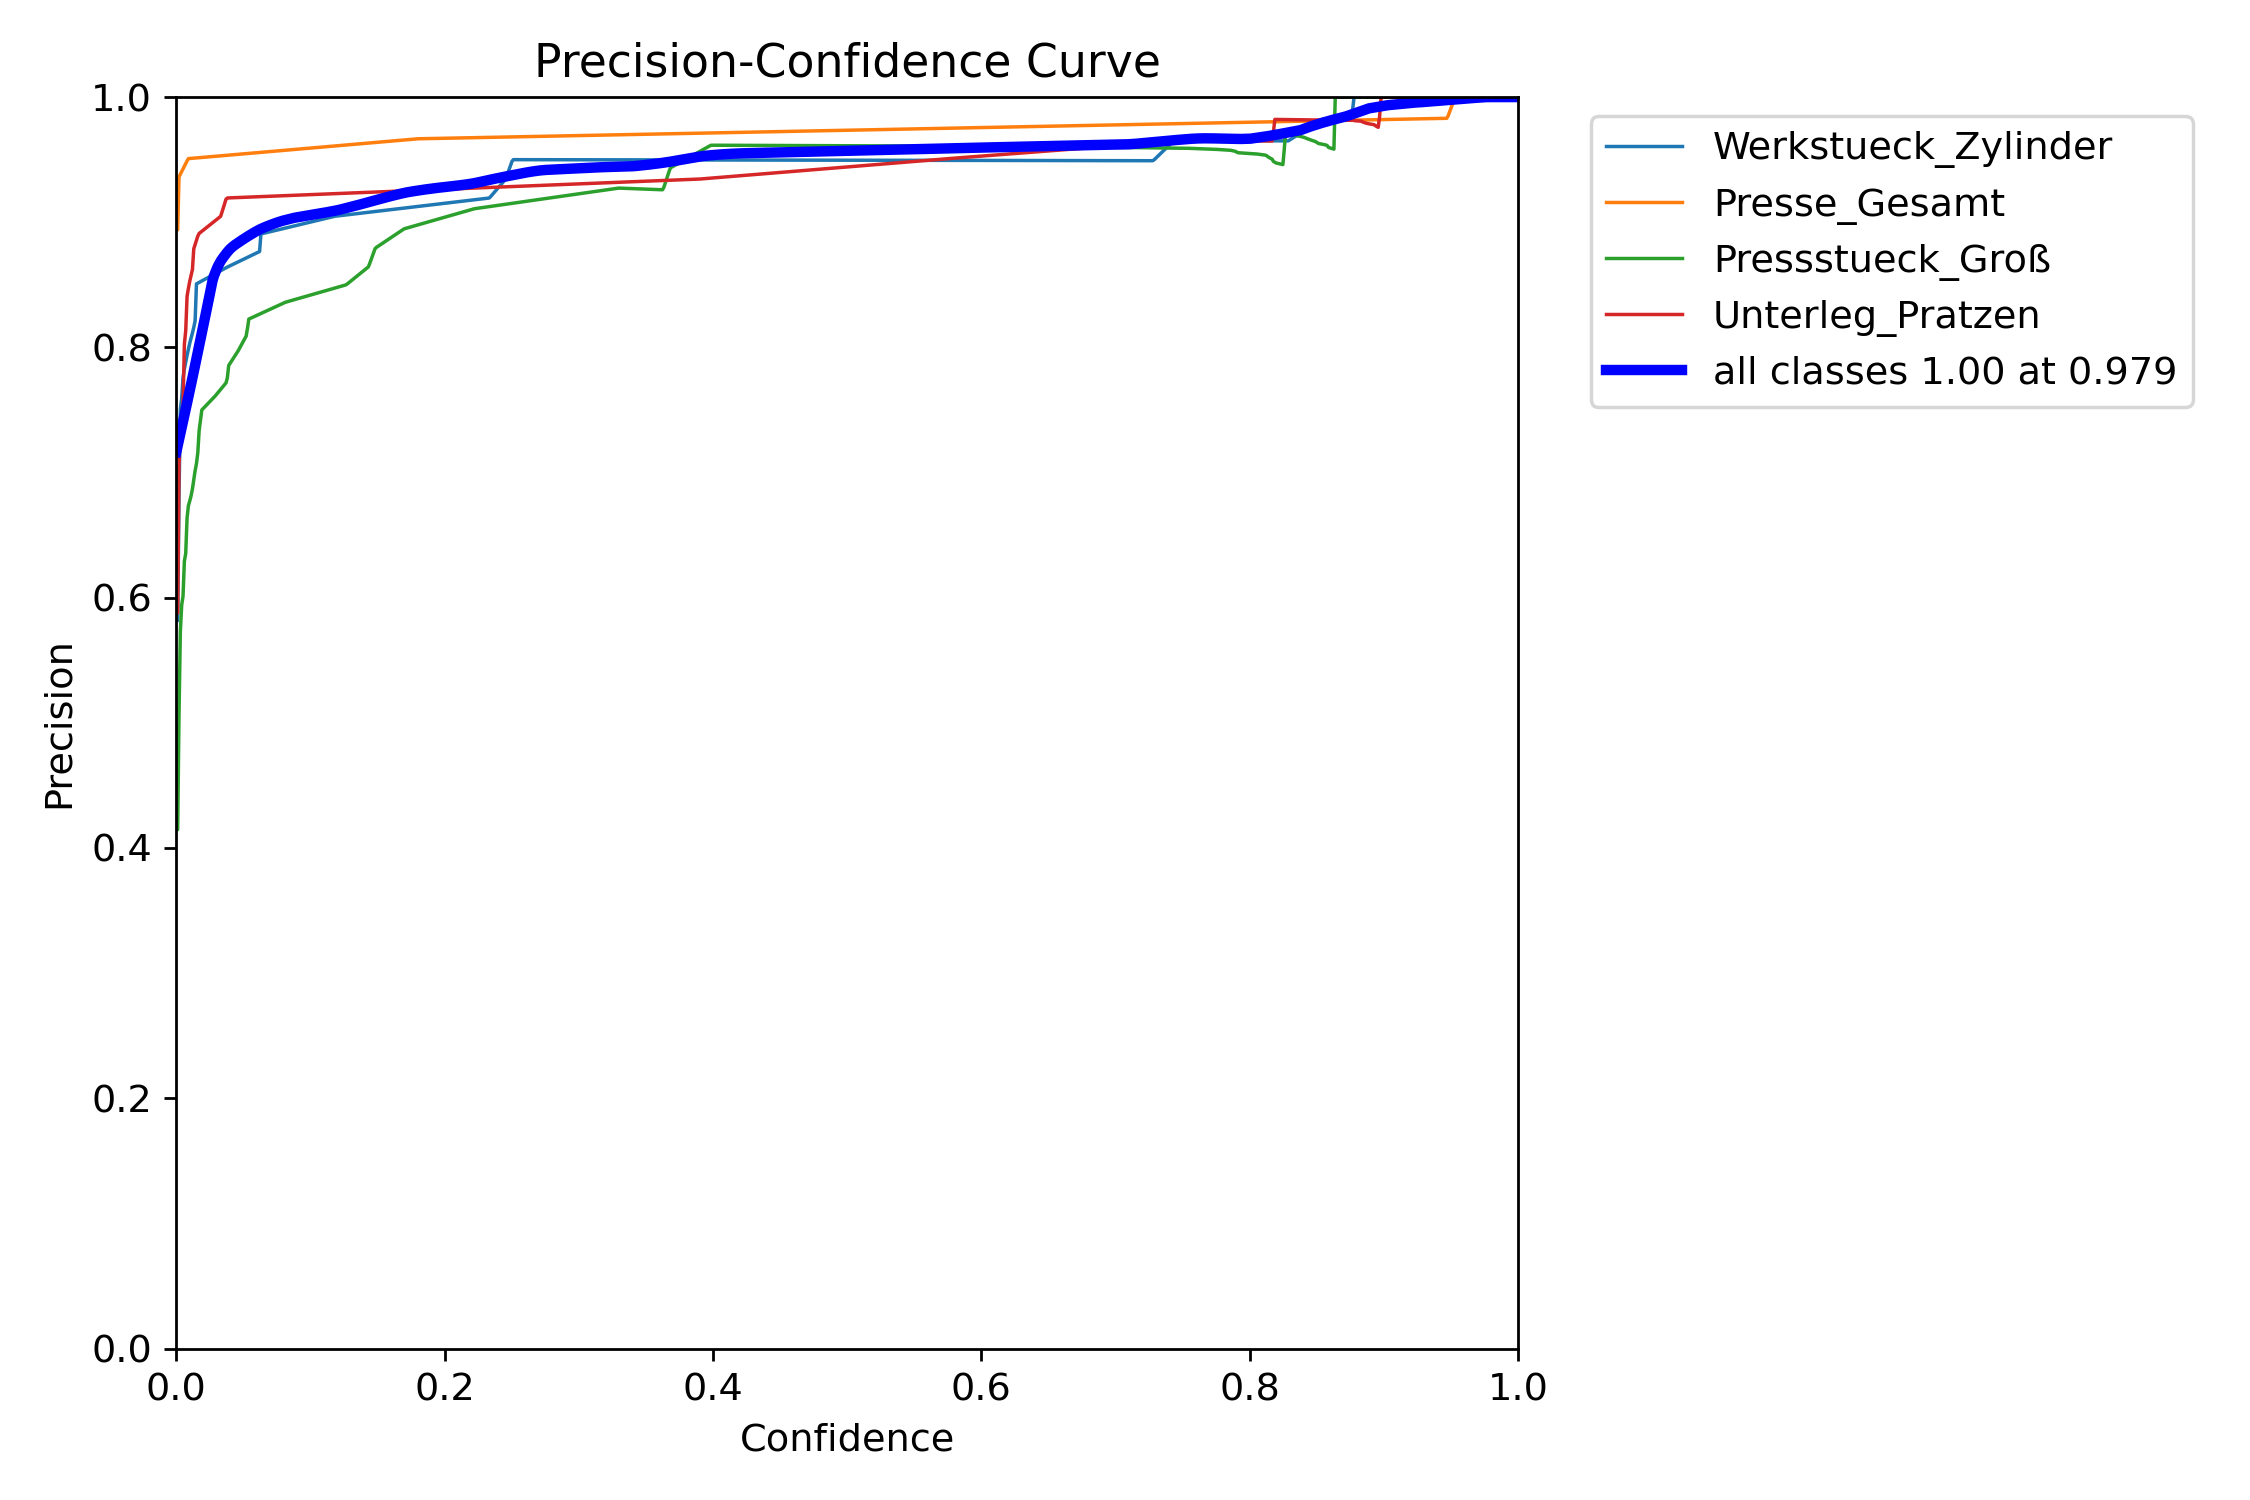 Precision-Confidence Curve
1.0
0.8
0.6
0.4
0.2
0.0
Precision
0.0 0.2 0.4 0.6 0.8 1.0
Confidence
Werkstueck_Zylinder
Presse_Gesamt
Pressstueck_Groß
Unterleg_Pratzen
all classes 1.00 at 0.979